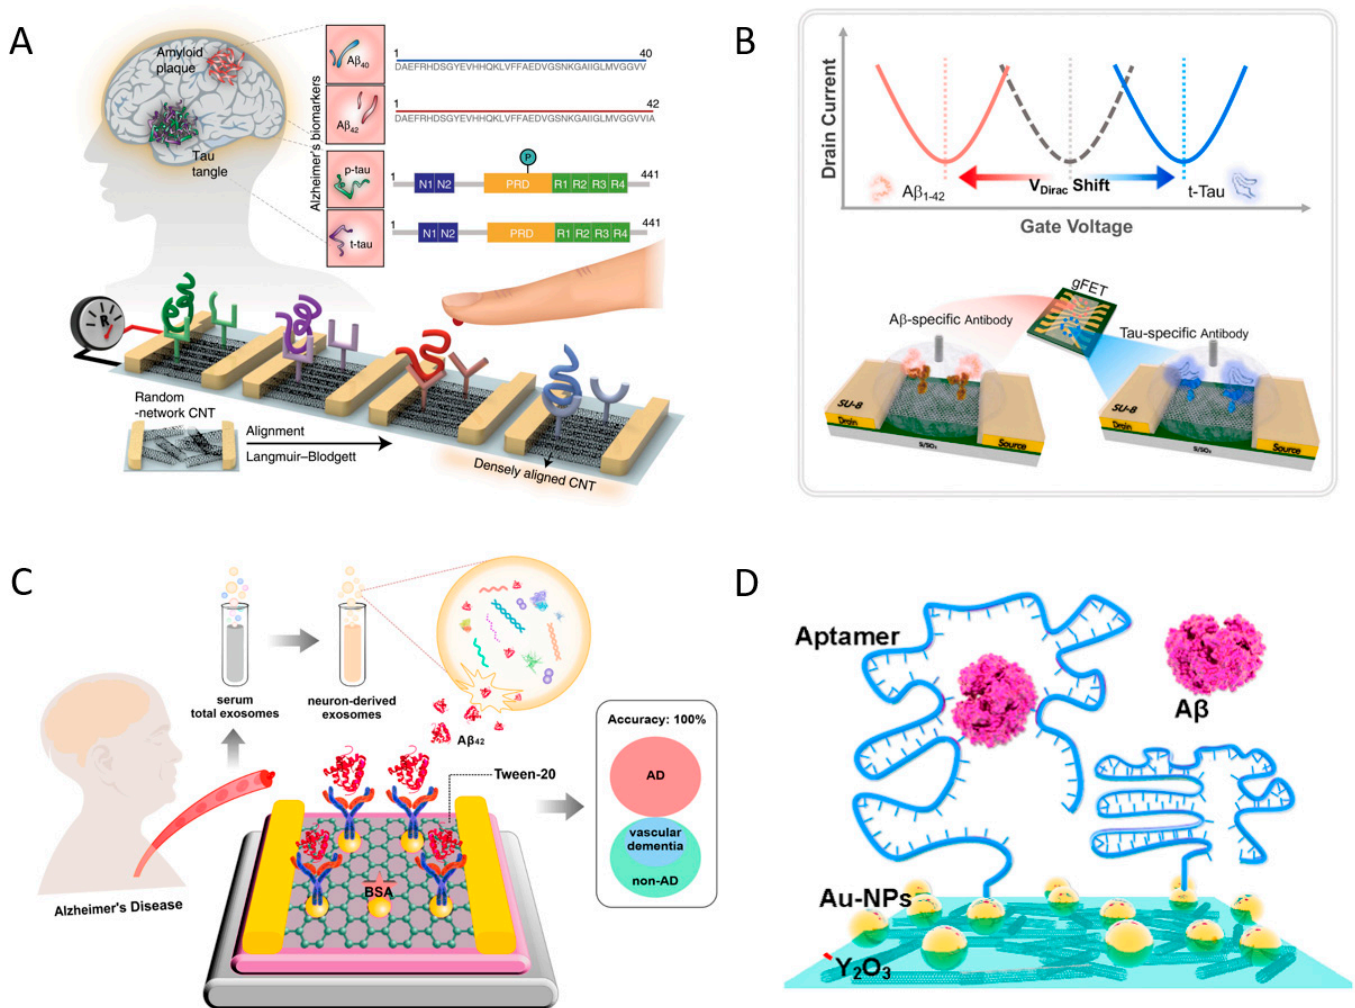 A
Amyloid
plaque
Tau
tangle
Alzheimer's biomarkers
Aβ₄₀
Aβ₄₂
p-tau
t-tau
1 40
DAEFRHDSGYEVHHQKLVFFAEDVGSNKGAIIGLMVGGVV
1 42
DAEFRHDSGYEVHHQKLVFFAEDVGSNKGAIIGLMVGGVVIA
P
1 N1 N2 PRD R1 R2 R3 R4 441
1 N1 N2 PRD R1 R2 R3 R4 441
R
Random
-network CNT
Alignment
Langmuir–Blodgett
Densely aligned CNT
B
Drain Current
V_Dirac Shift
Aβ₁₋₄₂
t-Tau
Gate Voltage
gFET
Aβ-specific Antibody
Tau-specific Antibody
SU-8
Drain
Source
S/SiO₂
SU-8
Drain
Source
S/SiO₂
C
serum
total exosomes
neuron-derived
exosomes
Aβ₄₂
Tween-20
BSA
Alzheimer's Disease
Accuracy: 100%
AD
vascular
dementia
non-AD
D
Aptamer
Aβ
Au-NPs
Y₂O₃